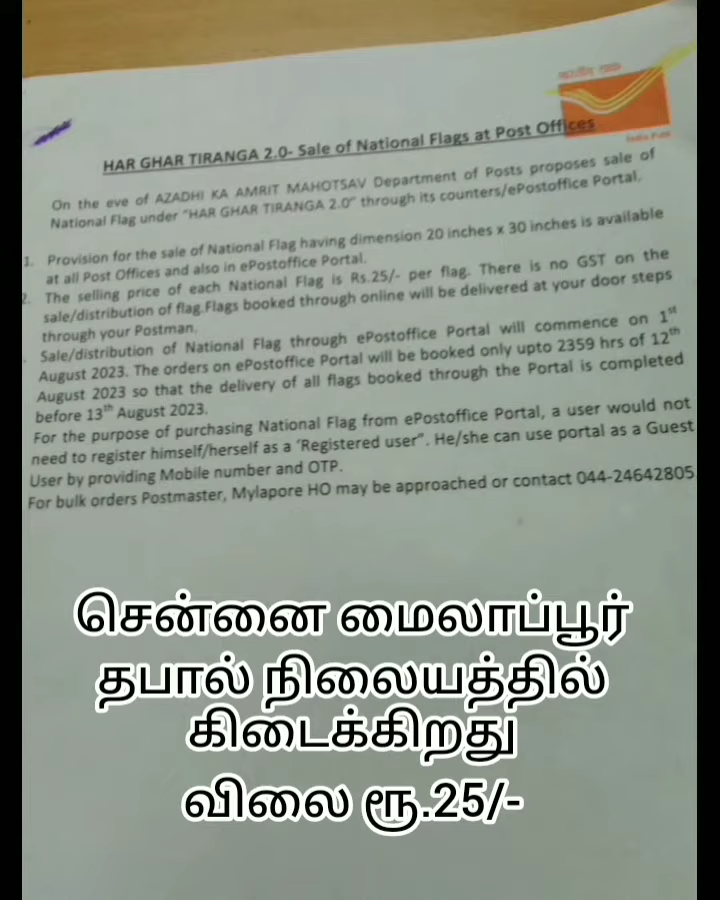 भारतीय डाक
India Post
HAR GHAR TIRANGA 2.0- Sale of National Flags at Post Offices
On the eve of AZADHI KA AMRIT MAHOTSAV Department of Posts proposes sale of
National Flag under "HAR GHAR TIRANGA 2.0" through its counters/ePostoffice Portal.
1. Provision for the sale of National Flag having dimension 20 inches x 30 inches is available
at all Post Offices and also in ePostoffice Portal.
2. The selling price of each National Flag is Rs.25/- per flag. There is no GST on the
sale/distribution of flag.Flags booked through online will be delivered at your door steps
through your Postman.
Sale/distribution of National Flag through ePostoffice Portal will commence on 1st
August 2023. The orders on ePostoffice Portal will be booked only upto 2359 hrs of 12th
August 2023 so that the delivery of all flags booked through the Portal is completed
before 13th August 2023.
For the purpose of purchasing National Flag from ePostoffice Portal, a user would not
need to register himself/herself as a 'Registered user". He/she can use portal as a Guest
User by providing Mobile number and OTP.
For bulk orders Postmaster, Mylapore HO may be approached or contact 044-24642805
சென்னை மைலாப்பூர்
தபால் நிலையத்தில்
கிடைக்கிறது
விலை ரூ.25/-